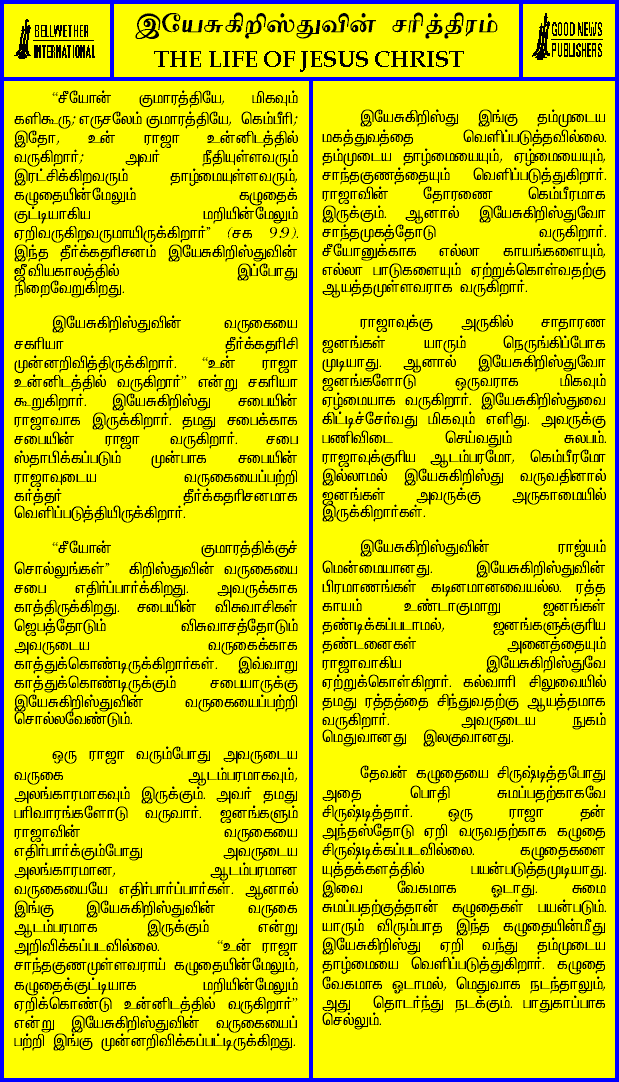 BELLWETHER
INTERNATIONAL
இயேசுகிறிஸ்துவின் சரித்திரம்
THE LIFE OF JESUS CHRIST
GOOD NEWS
PUBLISHERS
“சீயோன் குமாரத்தியே, மிகவும்
களிகூரு; எருசலேம் குமாரத்தியே, கெம்பீரி;
இதோ, உன் ராஜா உன்னிடத்தில்
வருகிறார்; அவர் நீதியுள்ளவரும்
இரட்சிக்கிறவரும் தாழ்மையுள்ளவரும்,
கழுதையின்மேலும் கழுதைக்
குட்டியாகிய மறியின்மேலும்
ஏறிவருகிறவருமாயிருக்கிறார்” (சக 9:9).
இந்த தீர்க்கதரிசனம் இயேசுகிறிஸ்துவின்
ஜீவியகாலத்தில் இப்போது
நிறைவேறுகிறது.
இயேசுகிறிஸ்துவின் வருகையை
சகரியா தீர்க்கதரிசி
முன்னறிவித்திருக்கிறார். “உன் ராஜா
உன்னிடத்தில் வருகிறார்” என்று சகரியா
கூறுகிறார். இயேசுகிறிஸ்து சபையின்
ராஜாவாக இருக்கிறார். தமது சபைக்காக
சபையின் ராஜா வருகிறார். சபை
ஸ்தாபிக்கப்படும் முன்பாக சபையின்
ராஜாவுடைய வருகையைப்பற்றி
கர்த்தர் தீர்க்கதரிசனமாக
வெளிப்படுத்தியிருக்கிறார்.
“சீயோன் குமாரத்திக்குச்
சொல்லுங்கள்” கிறிஸ்துவின் வருகையை
சபை எதிர்ப்பார்க்கிறது. அவருக்காக
காத்திருக்கிறது. சபையின் விசுவாசிகள்
ஜெபத்தோடும் விசுவாசத்தோடும்
அவருடைய வருகைக்காக
காத்துக்கொண்டிருக்கிறார்கள். இவ்வாறு
காத்துக்கொண்டிருக்கும் சபையாருக்கு
இயேசுகிறிஸ்துவின் வருகையைப்பற்றி
சொல்லவேண்டும்.
ஒரு ராஜா வரும்போது அவருடைய
வருகை ஆடம்பரமாகவும்,
அலங்காரமாகவும் இருக்கும். அவர் தமது
பரிவாரங்களோடு வருவார். ஜனங்களும்
ராஜாவின் வருகையை
எதிர்பார்க்கும்போது அவருடைய
அலங்காரமான, ஆடம்பரமான
வருகையையே எதிர்பார்ப்பார்கள். ஆனால்
இங்கு இயேசுகிறிஸ்துவின் வருகை
ஆடம்பரமாக இருக்கும் என்று
அறிவிக்கப்படவில்லை. “உன் ராஜா
சாந்தகுணமுள்ளவராய் கழுதையின்மேலும்,
கழுதைக்குட்டியாக மறியின்மேலும்
ஏறிக்கொண்டு உன்னிடத்தில் வருகிறார்”
என்று இயேசுகிறிஸ்துவின் வருகையைப்
பற்றி இங்கு முன்னறிவிக்கப்பட்டிருக்கிறது.
இயேசுகிறிஸ்து இங்கு தம்முடைய
மகத்துவத்தை வெளிப்படுத்தவில்லை.
தம்முடைய தாழ்மையையும், ஏழ்மையையும்,
சாந்தகுணத்தையும் வெளிப்படுத்துகிறார்.
ராஜாவின் தோரணை கெம்பீரமாக
இருக்கும். ஆனால் இயேசுகிறிஸ்துவோ
சாந்தமுகத்தோடு வருகிறார்.
சீயோனுக்காக எல்லா காயங்களையும்,
எல்லா பாடுகளையும் ஏற்றுக்கொள்வதற்கு
ஆயத்தமுள்ளவராக வருகிறார்.
ராஜாவுக்கு அருகில் சாதாரண
ஜனங்கள் யாரும் நெருங்கிப்போக
முடியாது. ஆனால் இயேசுகிறிஸ்துவோ
ஜனங்களோடு ஒருவராக மிகவும்
ஏழ்மையாக வருகிறார். இயேசுகிறிஸ்துவை
கிட்டிச்சேர்வது மிகவும் எளிது. அவருக்கு
பணிவிடை செய்வதும் சுலபம்.
ராஜாவுக்குரிய ஆடம்பரமோ, கெம்பீரமோ
இல்லாமல் இயேசுகிறிஸ்து வருவதினால்
ஜனங்கள் அவருக்கு அருகாமையில்
இருக்கிறார்கள்.
இயேசுகிறிஸ்துவின் ராஜ்யம்
மென்மையானது. இயேசுகிறிஸ்துவின்
பிரமாணங்கள் கடினமானவையல்ல. ரத்த
காயம் உண்டாகுமாறு ஜனங்கள்
தண்டிக்கப்படாமல், ஜனங்களுக்குரிய
தண்டனைகள் அனைத்தையும்
ராஜாவாகிய இயேசுகிறிஸ்துவே
ஏற்றுக்கொள்கிறார். கல்வாரி சிலுவையில்
தமது ரத்தத்தை சிந்துவதற்கு ஆயத்தமாக
வருகிறார். அவருடைய நுகம்
மெதுவானது இலகுவானது.
தேவன் கழுதையை சிருஷ்டித்தபோது
அதை பொதி சுமப்பதற்காகவே
சிருஷ்டித்தார். ஒரு ராஜா தன்
அந்தஸ்தோடு ஏறி வருவதற்காக கழுதை
சிருஷ்டிக்கப்படவில்லை. கழுதைகளை
யுத்தக்களத்தில் பயன்படுத்தமுடியாது.
இவை வேகமாக ஓடாது. சுமை
சுமப்பதற்குத்தான் கழுதைகள் பயன்படும்.
யாரும் விரும்பாத இந்த கழுதையின்மீது
இயேசுகிறிஸ்து ஏறி வந்து தம்முடைய
தாழ்மையை வெளிப்படுத்துகிறார். கழுதை
வேகமாக ஓடாமல், மெதுவாக நடந்தாலும்,
அது தொடர்ந்து நடக்கும். பாதுகாப்பாக
செல்லும்.